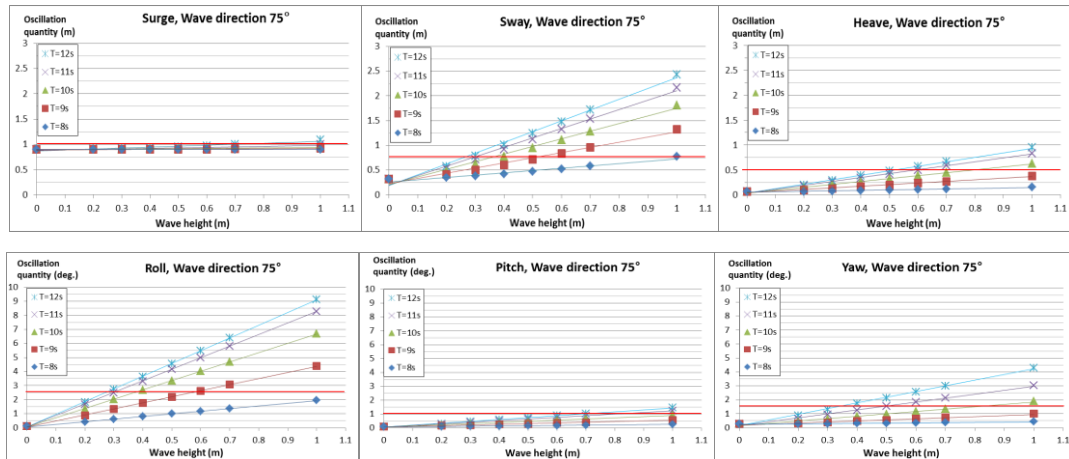 Surge, Wave direction 75°
Oscillation
quantity (m)
3
2.5
2
1.5
1
0.5
0
T=12s
T=11s
T=10s
T=9s
T=8s
0 0.1 0.2 0.3 0.4 0.5 0.6 0.7 0.8 0.9 1 1.1
Wave height (m)
Sway, Wave direction 75°
Oscillation
quantity (m)
3
2.5
2
1.5
1
0.5
0
T=12s
T=11s
T=10s
T=9s
T=8s
0 0.1 0.2 0.3 0.4 0.5 0.6 0.7 0.8 0.9 1 1.1
Wave height (m)
Heave, Wave direction 75°
Oscillation
quantity (m)
3
2.5
2
1.5
1
0.5
0
T=12s
T=11s
T=10s
T=9s
T=8s
0 0.1 0.2 0.3 0.4 0.5 0.6 0.7 0.8 0.9 1 1.1
Wave height (m)
Roll, Wave direction 75°
Oscillation
quantity (deg.)
10
9
8
7
6
5
4
3
2
1
0
T=12s
T=11s
T=10s
T=9s
T=8s
0 0.1 0.2 0.3 0.4 0.5 0.6 0.7 0.8 0.9 1 1.1
Wave height (m)
Pitch, Wave direction 75°
Oscillation
quantity (deg.)
10
9
8
7
6
5
4
3
2
1
0
T=12s
T=11s
T=10s
T=9s
T=8s
0 0.1 0.2 0.3 0.4 0.5 0.6 0.7 0.8 0.9 1 1.1
Wave height (m)
Yaw, Wave direction 75°
Oscillation
quantity (deg.)
10
9
8
7
6
5
4
3
2
1
0
T=12s
T=11s
T=10s
T=9s
T=8s
0 0.1 0.2 0.3 0.4 0.5 0.6 0.7 0.8 0.9 1 1.1
Wave height (m)